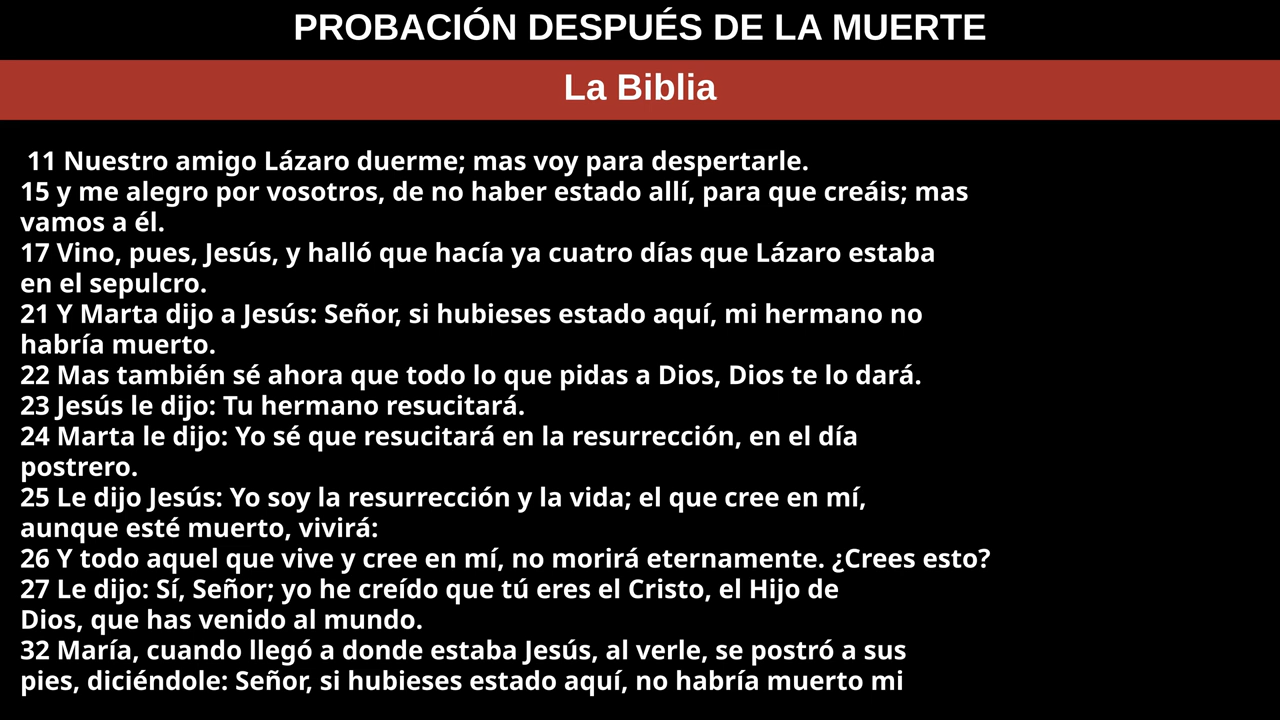 PROBACIÓN DESPUÉS DE LA MUERTE
La Biblia
11 Nuestro amigo Lázaro duerme; mas voy para despertarle.
15 y me alegro por vosotros, de no haber estado allí, para que creáis; mas
vamos a él.
17 Vino, pues, Jesús, y halló que hacía ya cuatro días que Lázaro estaba
en el sepulcro.
21 Y Marta dijo a Jesús: Señor, si hubieses estado aquí, mi hermano no
habría muerto.
22 Mas también sé ahora que todo lo que pidas a Dios, Dios te lo dará.
23 Jesús le dijo: Tu hermano resucitará.
24 Marta le dijo: Yo sé que resucitará en la resurrección, en el día
postrero.
25 Le dijo Jesús: Yo soy la resurrección y la vida; el que cree en mí,
aunque esté muerto, vivirá:
26 Y todo aquel que vive y cree en mí, no morirá eternamente. ¿Crees esto?
27 Le dijo: Sí, Señor; yo he creído que tú eres el Cristo, el Hijo de
Dios, que has venido al mundo.
32 María, cuando llegó a donde estaba Jesús, al verle, se postró a sus
pies, diciéndole: Señor, si hubieses estado aquí, no habría muerto mi